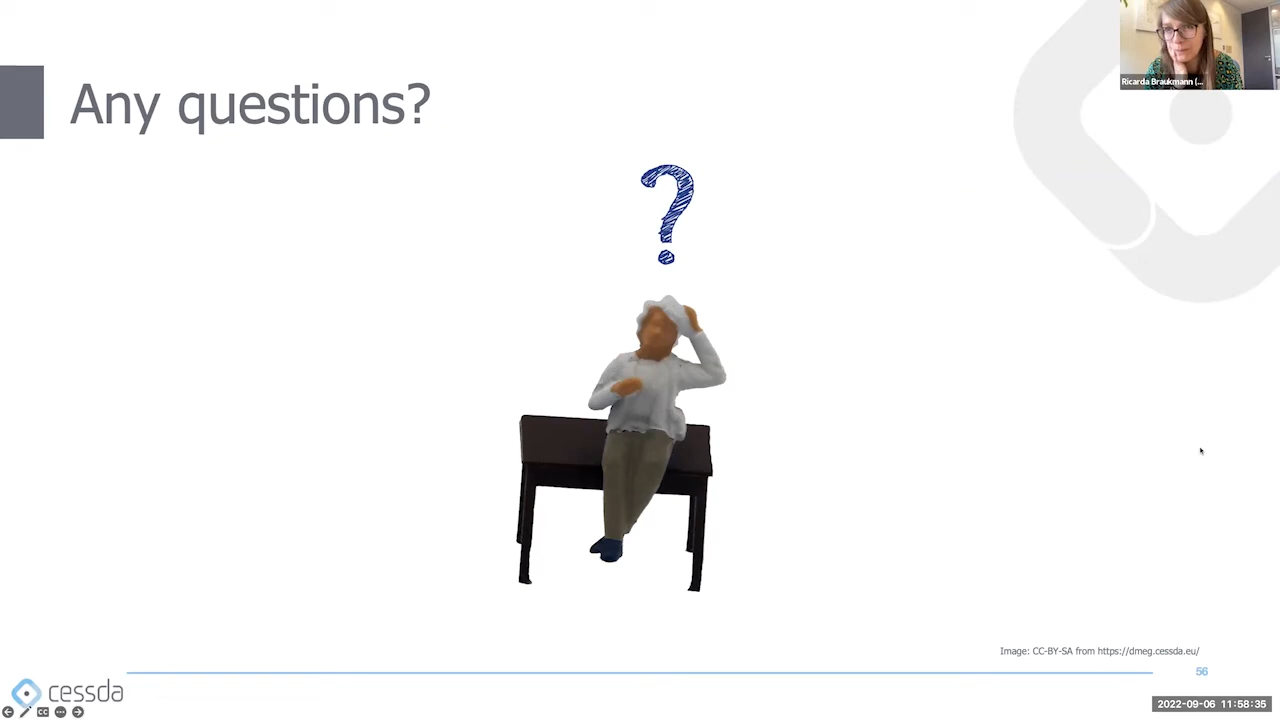 Ricarda Braukmann (...
Any questions?
?
Image: CC-BY-SA from https://dmeg.cessda.eu/
56
cessda
CC
2022-09-06 11:58:35